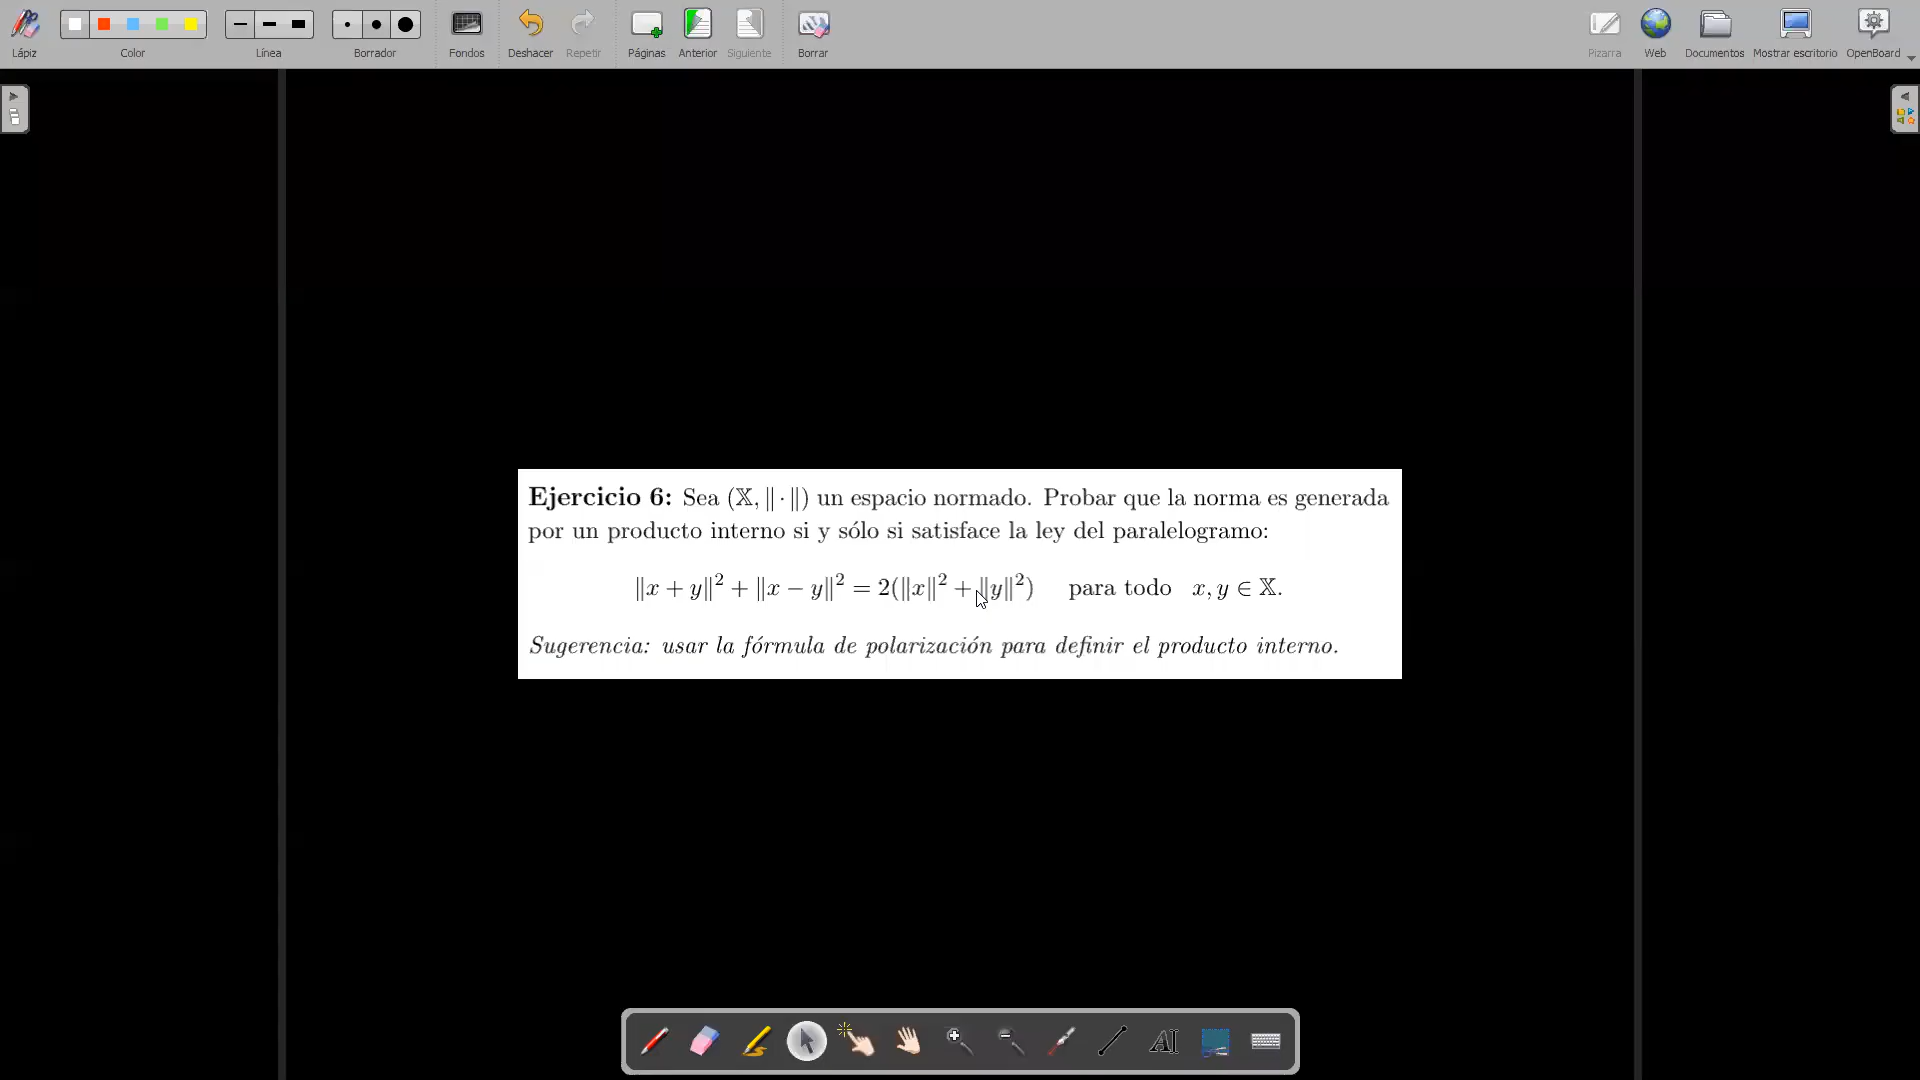 Lápiz Color Línea Borrador Fondos Deshacer Repetir Páginas Anterior Siguiente Borrar Pizarra Web Documentos Mostrar escritorio OpenBoard
Ejercicio 6: Sea (𝕏, ‖·‖) un espacio normado. Probar que la norma es generada
por un producto interno si y sólo si satisface la ley del paralelogramo:
‖x + y‖² + ‖x − y‖² = 2(‖x‖² + ‖y‖²) para todo x, y ∈ 𝕏.
Sugerencia: usar la fórmula de polarización para definir el producto interno.
AI